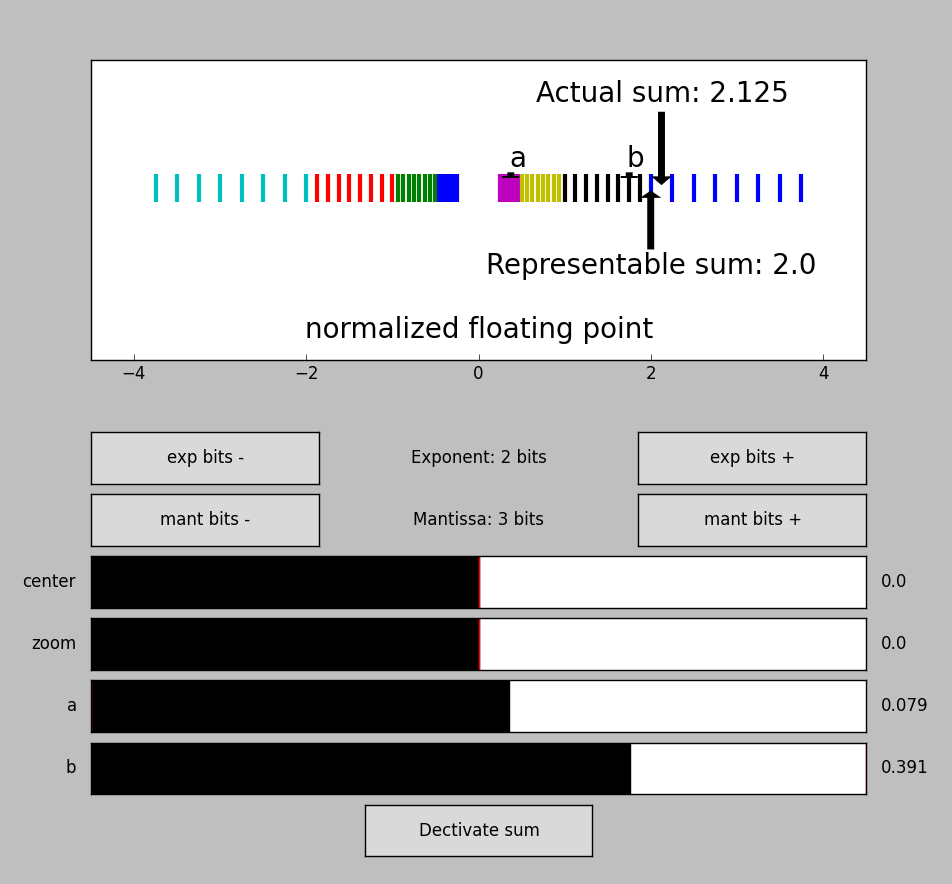 Actual sum: 2.125
a
b
Representable sum: 2.0
normalized floating point
−4
−2
0
2
4
exp bits -
Exponent: 2 bits
exp bits +
mant bits -
Mantissa: 3 bits
mant bits +
center
0.0
zoom
0.0
a
0.079
b
0.391
Dectivate sum